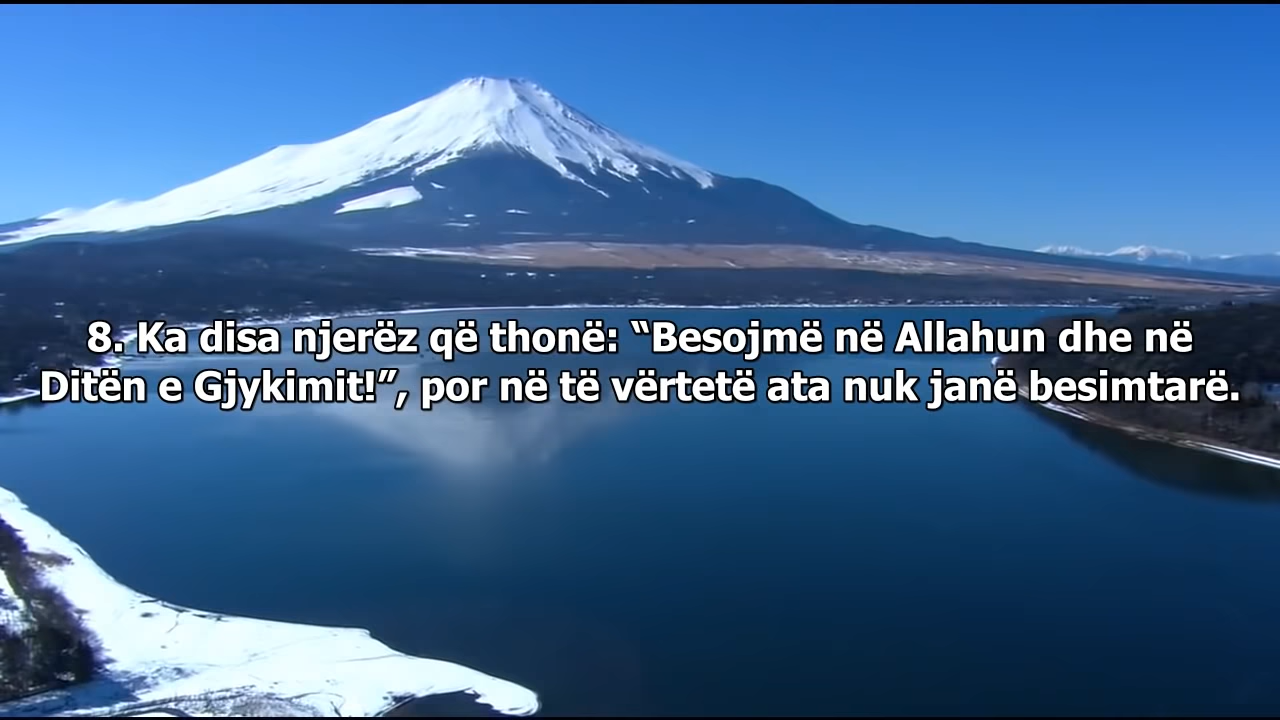 8. Ka disa njerëz që thonë: “Besojmë në Allahun dhe në
Ditën e Gjykimit!”, por në të vërtetë ata nuk janë besimtarë.